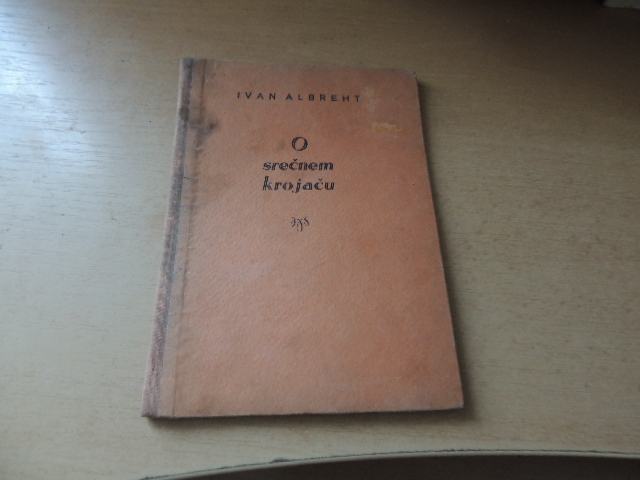 IVAN ALBREHT
O
srečnem
krojaču